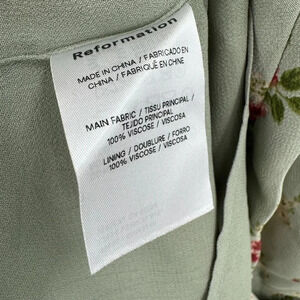 Reformation
MADE IN CHINA / FABRICADO EN
CHINA / FABRIQUÉ EN CHINE
MAIN FABRIC / TISSU PRINCIPAL /
TEJIDO PRINCIPAL
100% VISCOSE / VISCOSA
LINING / DOUBLURE / FORRO
100% VISCOSE / VISCOSA